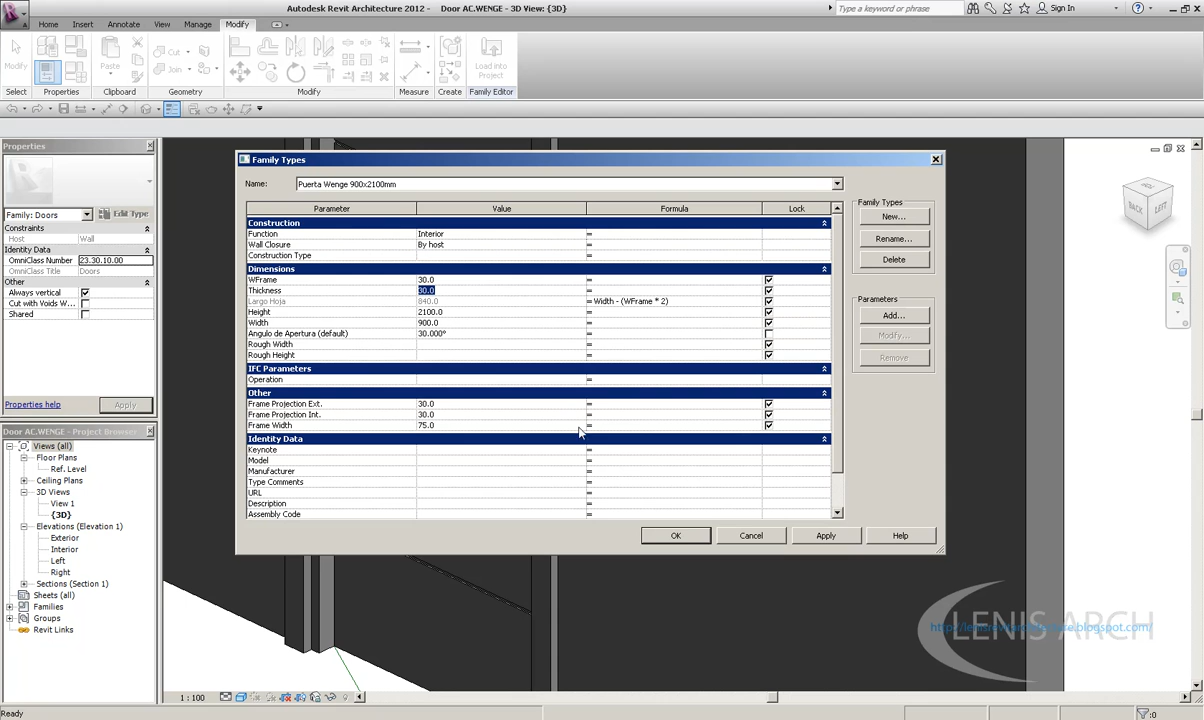 Autodesk Revit Architecture 2012 - Door AC.WENGE - 3D View: {3D}
Type a keyword or phrase
Sign In
Home Insert Annotate View Manage Modify
Modify
Cut
Join
Paste
Load into
Project
Select Properties Clipboard Geometry Modify Measure Create Family Editor
Properties
Family: Doors
Edit Type
Constraints
Host Wall
Identity Data
OmniClass Number 23.30.10.00
OmniClass Title Doors
Other
Always vertical
Cut with Voids W...
Shared
Properties help
Apply
Door AC.WENGE - Project Browser
Views (all)
Floor Plans
Ref. Level
Ceiling Plans
3D Views
View 1
{3D}
Elevations (Elevation 1)
Exterior
Interior
Left
Right
Sections (Section 1)
Sheets (all)
Families
Groups
Revit Links
Family Types
Name: Puerta Wenge 900x2100mm
Parameter Value Formula Lock
Construction
Function Interior =
Wall Closure By host =
Construction Type =
Dimensions
WFrame 30.0 =
Thickness 30.0 =
Largo Hoja 840.0 = Width - (WFrame * 2)
Height 2100.0 =
Width 900.0 =
Angulo de Apertura (default) 30.000° =
Rough Width =
Rough Height =
IFC Parameters
Operation =
Other
Frame Projection Ext. 30.0 =
Frame Projection Int. 30.0 =
Frame Width 75.0 =
Identity Data
Keynote =
Model =
Manufacturer =
Type Comments =
URL =
Description =
Assembly Code =
Family Types
New...
Rename...
Delete
Parameters
Add...
Modify...
Remove
OK Cancel Apply Help
BACK LEFT
LENIS ARCH
http://lenisrevitarchitecture.blogspot.com/
1 : 100
Ready
:0